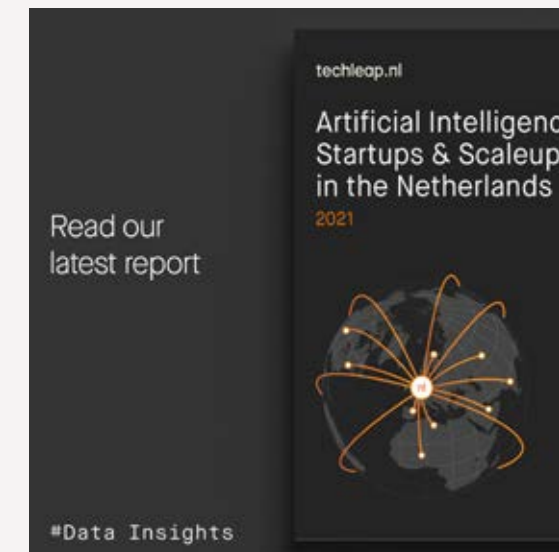 techleap.nl
Artificial Intelligenc
Startups & Scaleup
in the Netherlands
2021
Read our
latest report
nl
#Data Insights